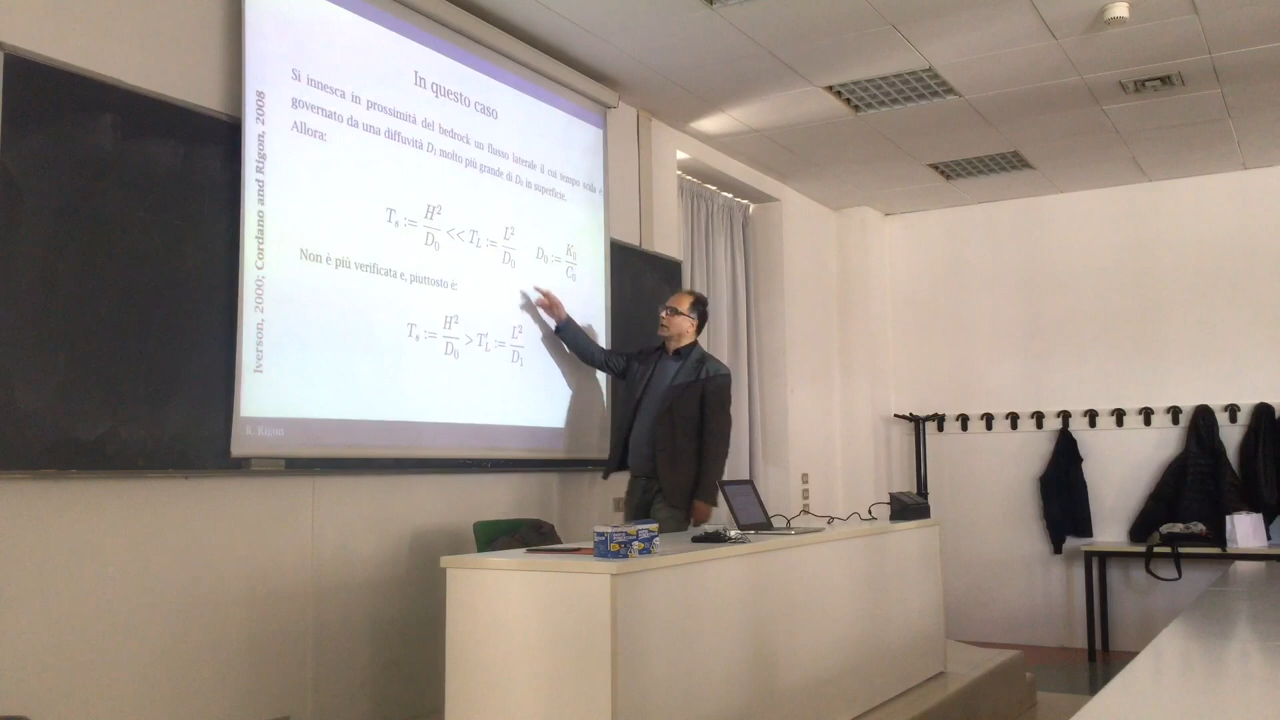 In questo caso
Si innesca in prossimità del bedrock un flusso laterale il cui tempo scala è
governato da una diffuvità D₁ molto più grande di D₀ in superficie.
Allora:
Tₛ := H²/D₀ << T_L := L²/D₀ D₀ := K₀/C₀
Non è più verificata e, piuttosto è:
Tₛ := H²/D₀ > T'_L := L²/D₁
Iverson, 2000; Cordano and Rigon, 2008
R. Rigon